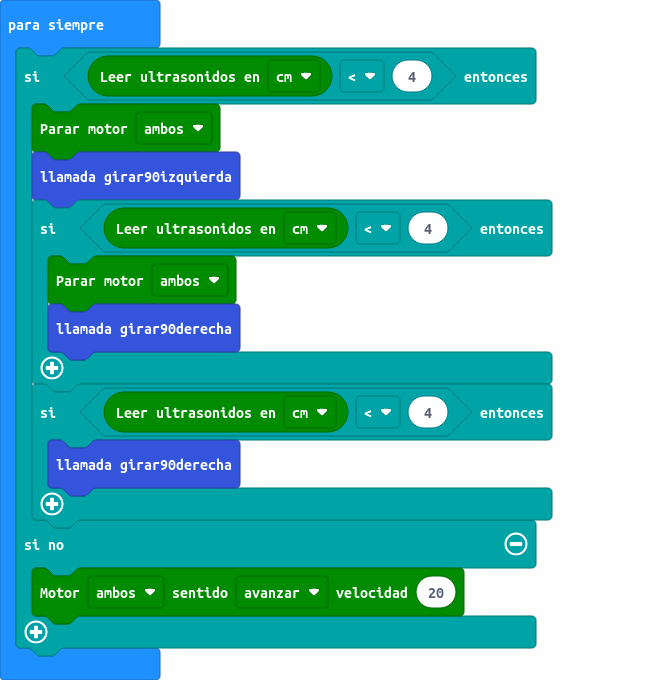 para siempre
si Leer ultrasonidos en cm < 4 entonces
Parar motor ambos
llamada girar90izquierda
si Leer ultrasonidos en cm < 4 entonces
Parar motor ambos
llamada girar90derecha
si Leer ultrasonidos en cm < 4 entonces
llamada girar90derecha
si no
Motor ambos sentido avanzar velocidad 20